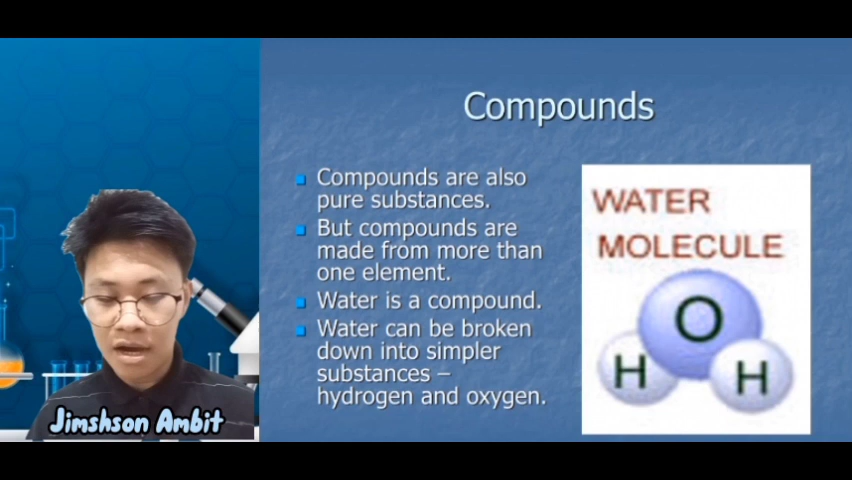 Compounds
Compounds are also
pure substances.
But compounds are
made from more than
one element.
Water is a compound.
Water can be broken
down into simpler
substances –
hydrogen and oxygen.
WATER
MOLECULE
O
H
H
Jimshson Ambit